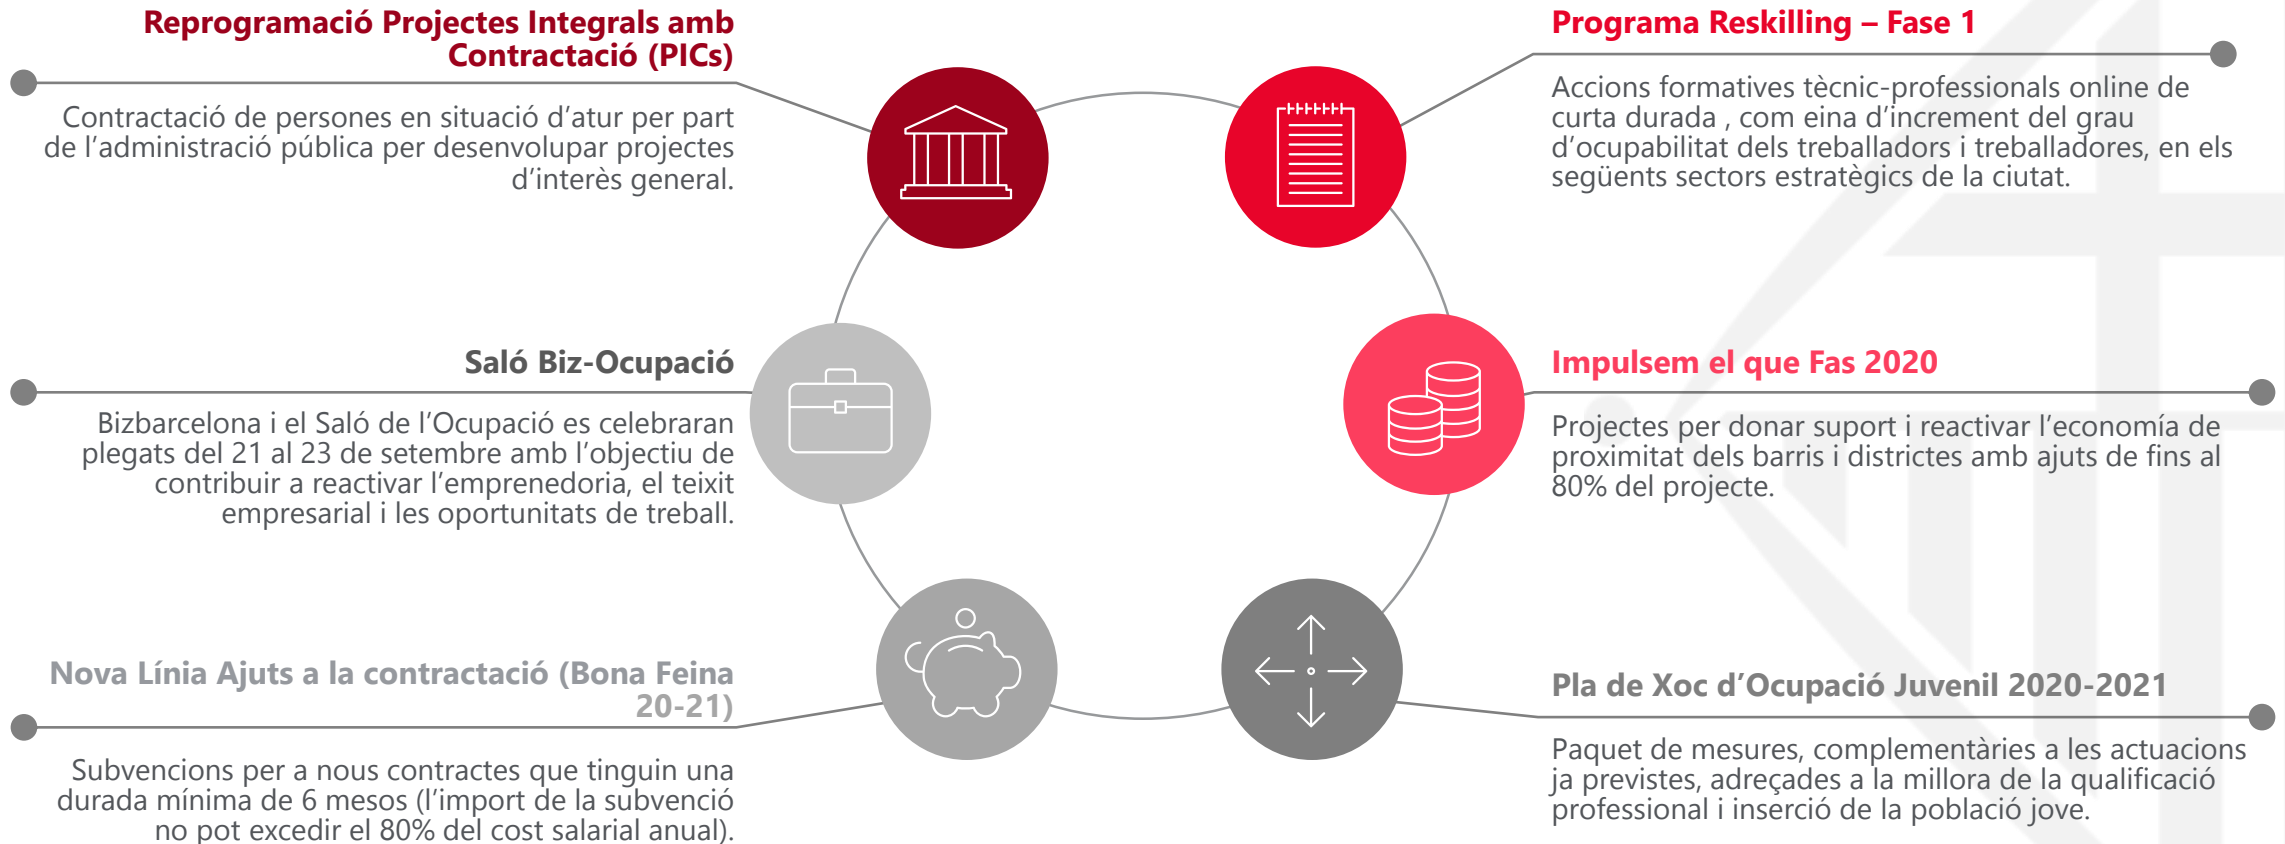 Reprogramació Projectes Integrals amb
Contractació (PICs)
Contractació de persones en situació d’atur per part
de l’administració pública per desenvolupar projectes
d’interès general.
Saló Biz-Ocupació
Bizbarcelona i el Saló de l’Ocupació es celebraran
plegats del 21 al 23 de setembre amb l’objectiu de
contribuir a reactivar l’emprenedoria, el teixit
empresarial i les oportunitats de treball.
Nova Línia Ajuts a la contractació (Bona Feina
20-21)
Subvencions per a nous contractes que tinguin una
durada mínima de 6 mesos (l’import de la subvenció
no pot excedir el 80% del cost salarial anual).
Programa Reskilling – Fase 1
Accions formatives tècnic-professionals online de
curta durada , com eina d’increment del grau
d’ocupabilitat dels treballadors i treballadores, en els
següents sectors estratègics de la ciutat.
Impulsem el que Fas 2020
Projectes per donar suport i reactivar l’economía de
proximitat dels barris i districtes amb ajuts de fins al
80% del projecte.
Pla de Xoc d’Ocupació Juvenil 2020-2021
Paquet de mesures, complementàries a les actuacions
ja previstes, adreçades a la millora de la qualificació
professional i inserció de la població jove.